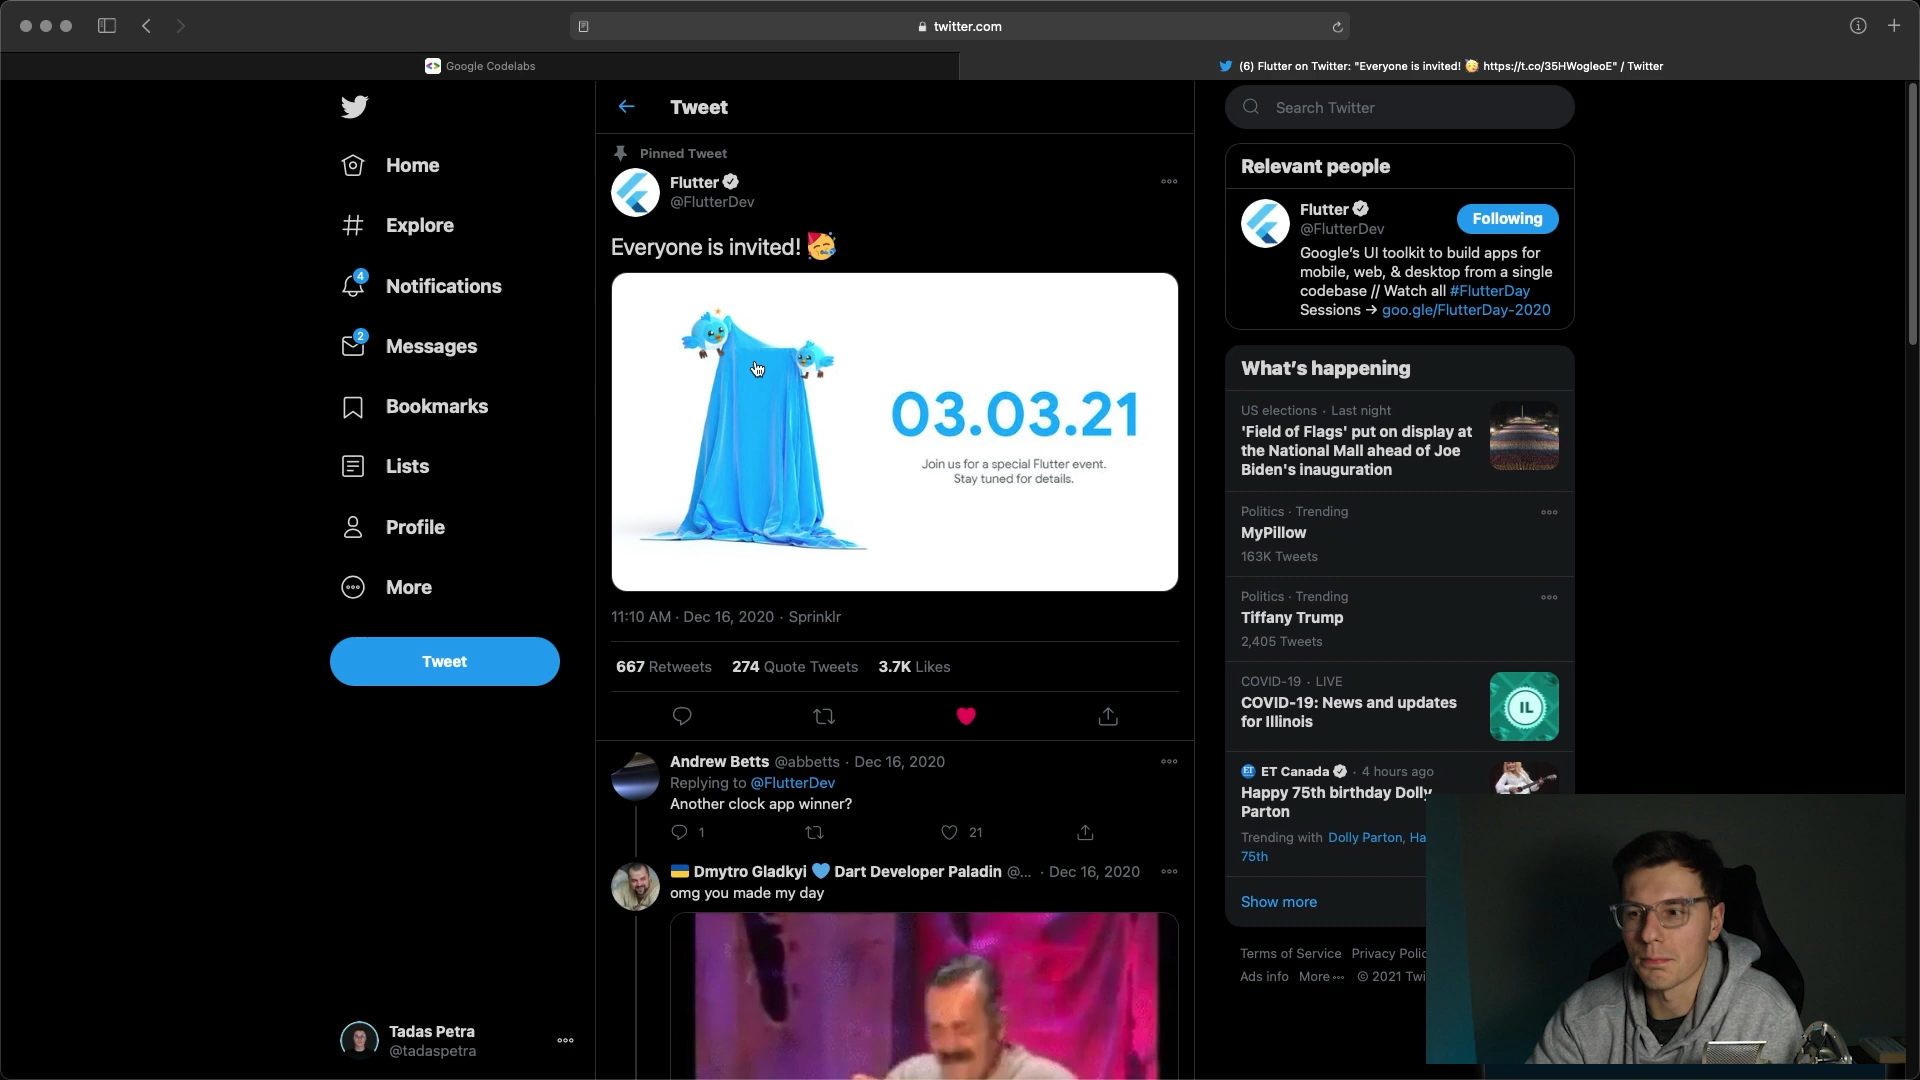 twitter.com
Google Codelabs
(6) Flutter on Twitter: "Everyone is invited! 🥳 https://t.co/35HWogleoE" / Twitter
Home
Explore
4
Notifications
2
Messages
Bookmarks
Lists
Profile
More
Tweet
Tadas Petra
@tadaspetra
Tweet
Pinned Tweet
Flutter
@FlutterDev
Everyone is invited! 🥳
03.03.21
Join us for a special Flutter event.
Stay tuned for details.
11:10 AM · Dec 16, 2020 · Sprinklr
667 Retweets 274 Quote Tweets 3.7K Likes
Andrew Betts @abbetts · Dec 16, 2020
Replying to @FlutterDev
Another clock app winner?
1 21
Dmytro Gladkyi 💙 Dart Developer Paladin @... · Dec 16, 2020
omg you made my day
Search Twitter
Relevant people
Flutter
@FlutterDev
Following
Google's UI toolkit to build apps for
mobile, web, & desktop from a single
codebase // Watch all #FlutterDay
Sessions → goo.gle/FlutterDay-2020
What's happening
US elections · Last night
'Field of Flags' put on display at
the National Mall ahead of Joe
Biden's inauguration
Politics · Trending
MyPillow
163K Tweets
Politics · Trending
Tiffany Trump
2,405 Tweets
COVID-19 · LIVE
COVID-19: News and updates
for Illinois
IL
ET Canada · 4 hours ago
Happy 75th birthday Dolly
Parton
Trending with Dolly Parton, Ha
75th
Show more
Terms of Service Privacy Polic
Ads info More ··· © 2021 Twi